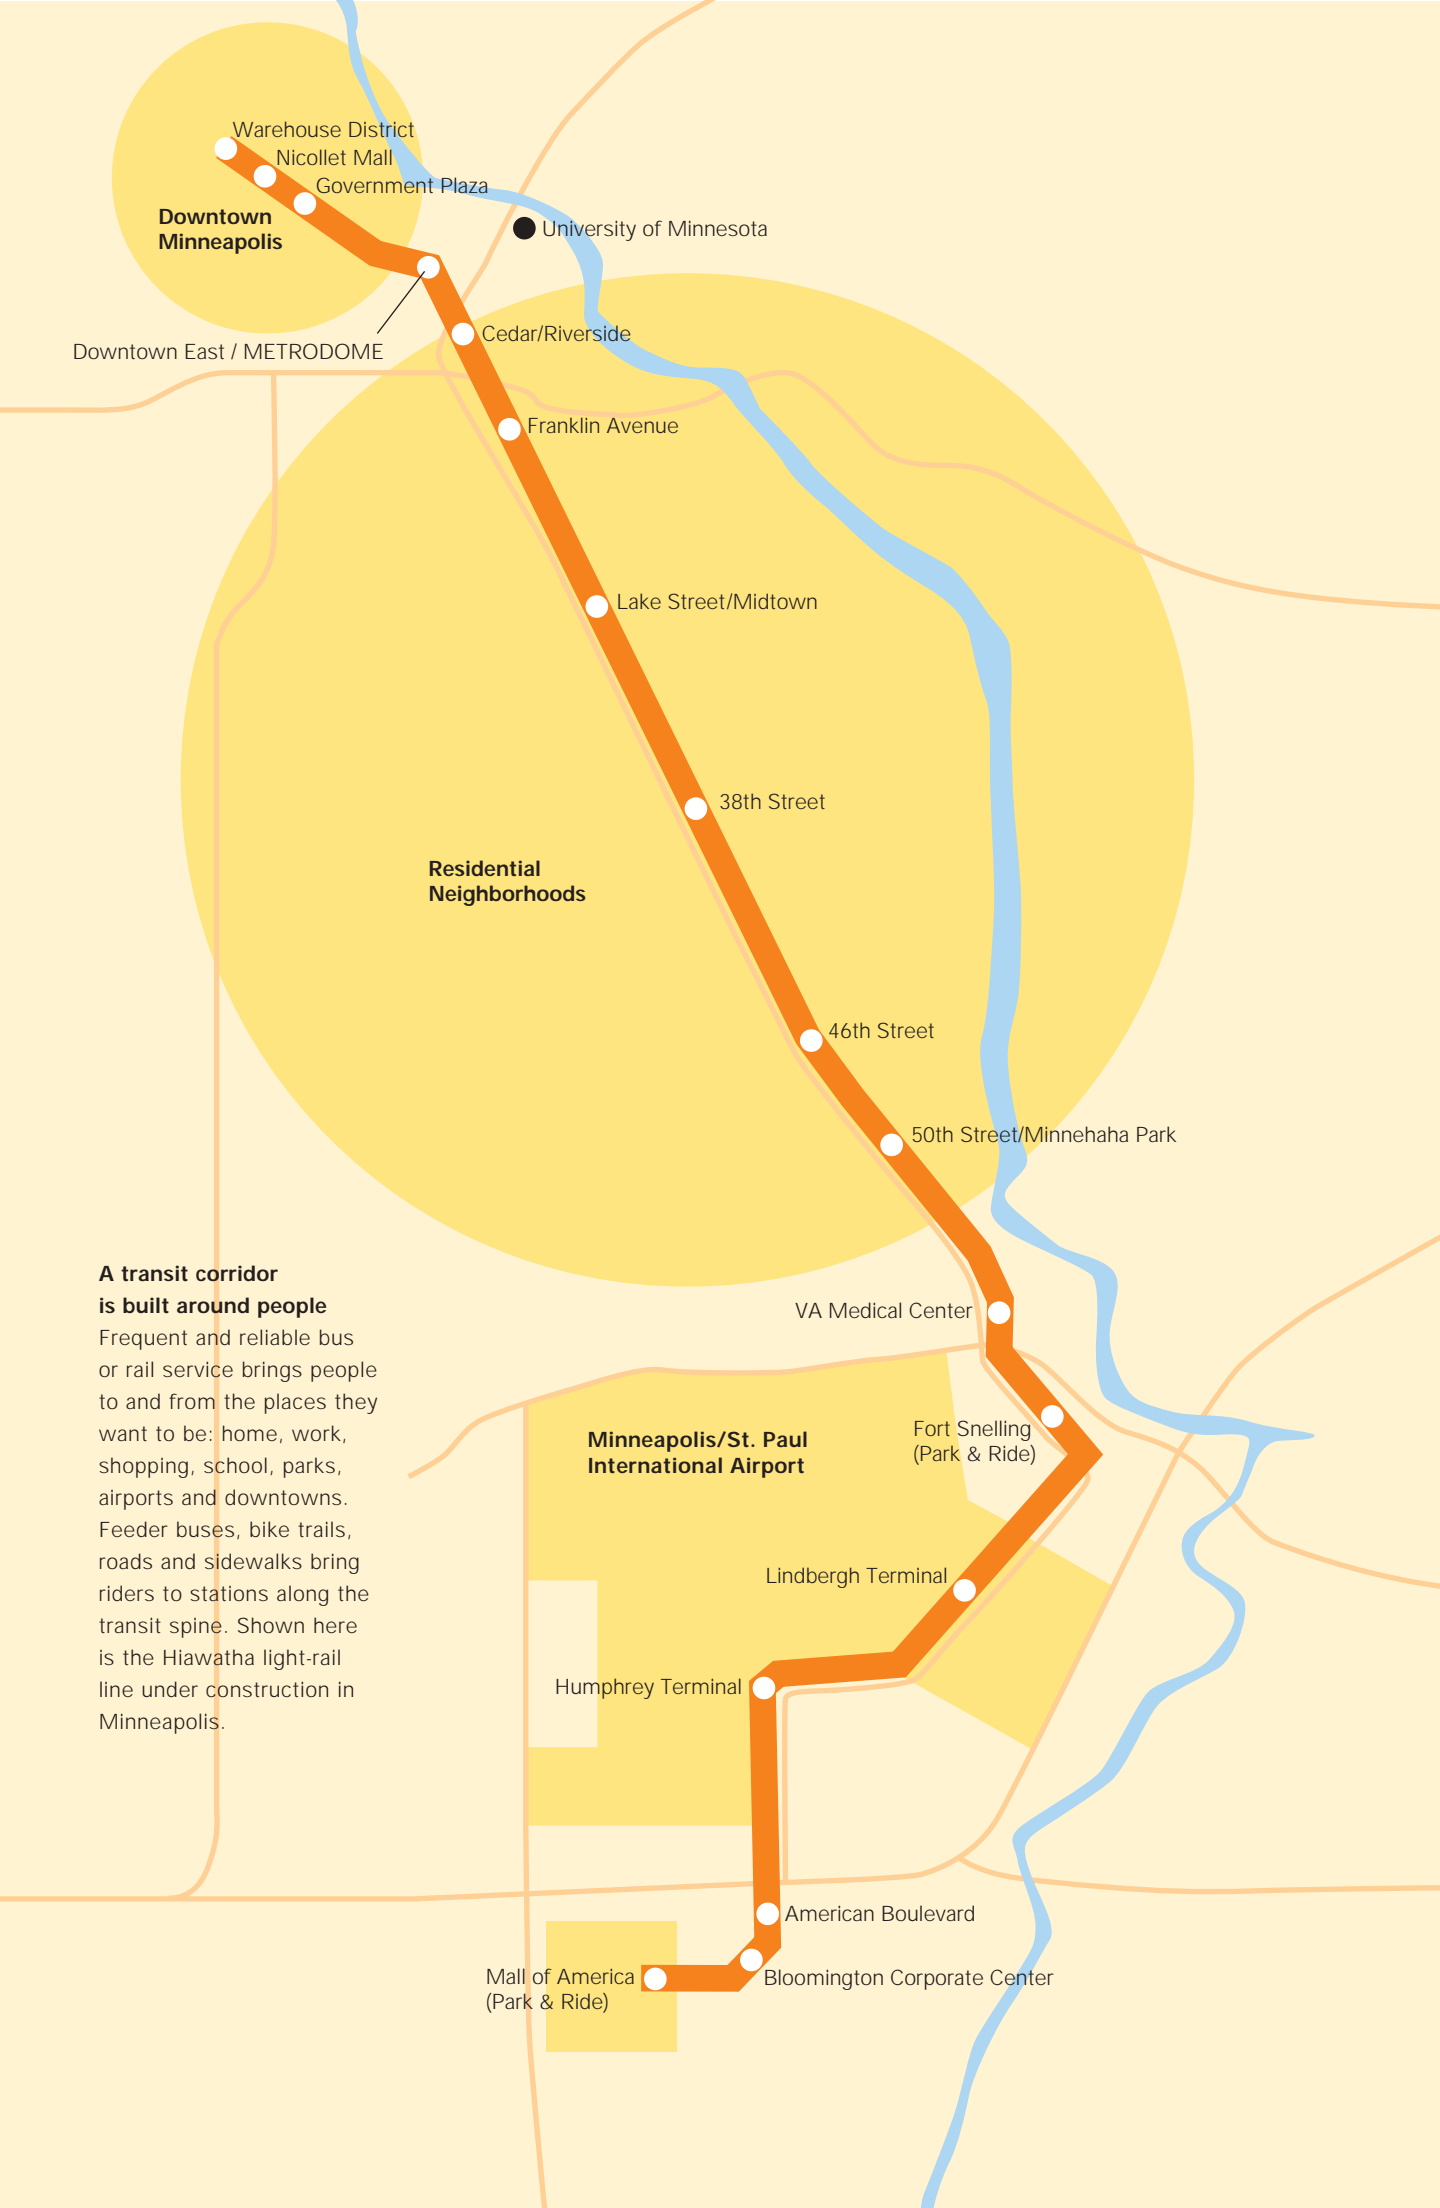 Warehouse District
Nicollet Mall
Government Plaza
Downtown
Minneapolis
University of Minnesota
Cedar/Riverside
Downtown East / METRODOME
Franklin Avenue
Lake Street/Midtown
38th Street
Residential
Neighborhoods
46th Street
50th Street/Minnehaha Park
A transit corridor
is built around people
Frequent and reliable bus
or rail service brings people
to and from the places they
want to be: home, work,
shopping, school, parks,
airports and downtowns.
Feeder buses, bike trails,
roads and sidewalks bring
riders to stations along the
transit spine. Shown here
is the Hiawatha light-rail
line under construction in
Minneapolis.
VA Medical Center
Fort Snelling
(Park & Ride)
Minneapolis/St. Paul
International Airport
Lindbergh Terminal
Humphrey Terminal
American Boulevard
Bloomington Corporate Center
Mall of America
(Park & Ride)